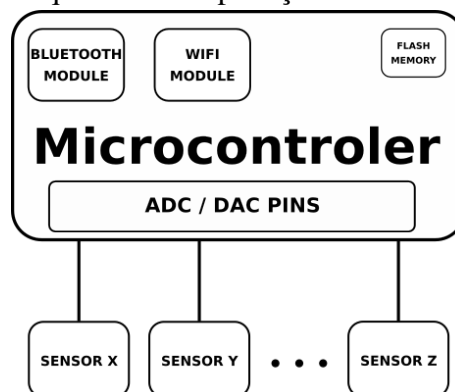 BLUETOOTH
MODULE
WIFI
MODULE
FLASH
MEMORY
Microcontroler
ADC / DAC PINS
SENSOR X
SENSOR Y
• • •
SENSOR Z